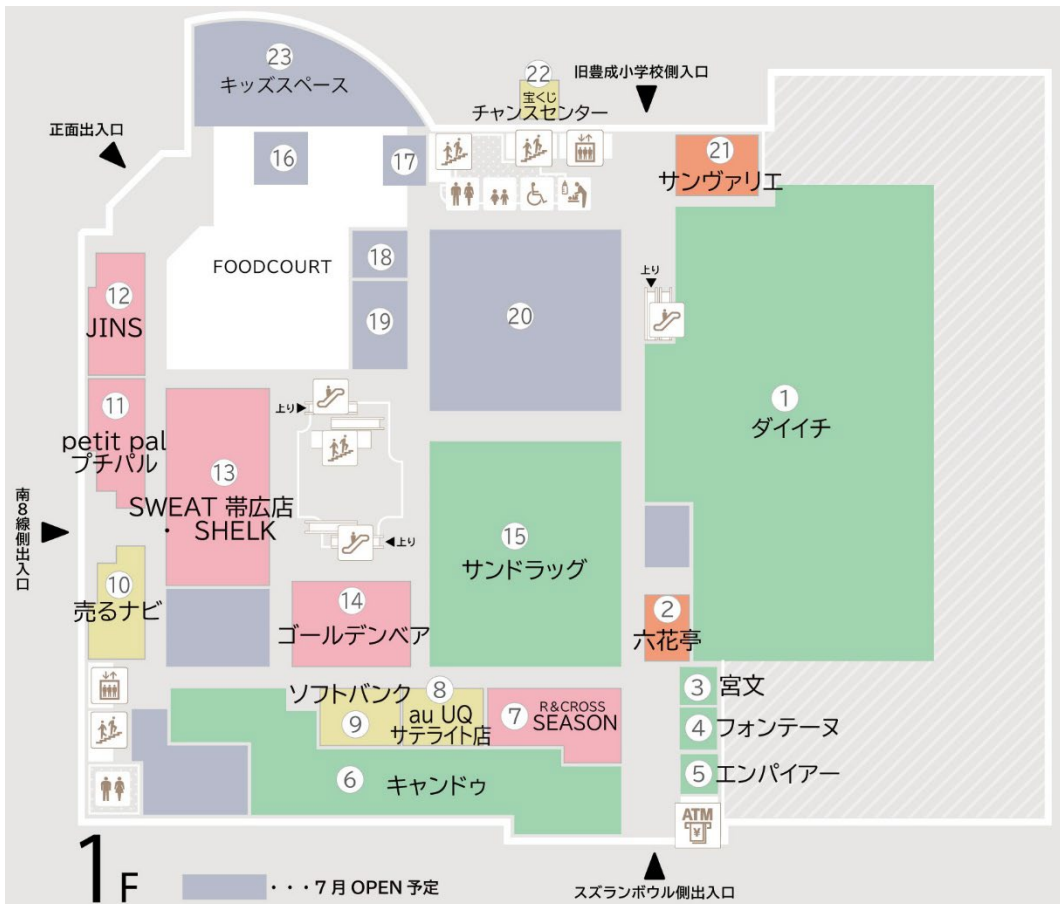 23
キッズスペース
22
宝くじ
チャンスセンター
旧豊成小学校側入口
正面出入口
16
17
21
サンヴァリエ
FOODCOURT
18
19
20
上り
12
JINS
11
petit pal
プチパル
上り
1
ダイイチ
13
SWEAT 帯広店
・ SHELK
南8線側出入口
上り
15
サンドラッグ
10
売るナビ
14
ゴールデンベア
2
六花亭
3 宮文
ソフトバンク
9
8
au UQ
サテライト店
7
R&CROSS
SEASON
4 フォンテーヌ
5 エンパイアー
6 キャンドゥ
ATM
¥
スズランボウル側出入口
1F
・・・7月OPEN予定